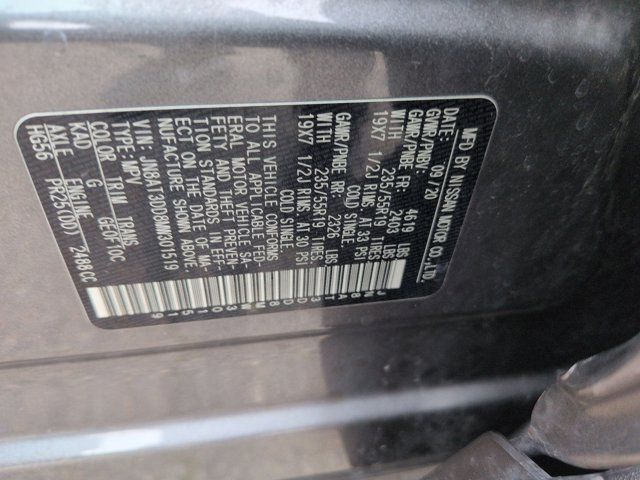 MFD BY NISSAN MOTOR CO.,LTD.
DATE: 09/20
GVWR/PNBV: 4619 LBS
GAWR/PNBE FR: 2403 LBS
WITH 235/55R19 TIRES
19X7 1/2J RIMS AT 33 PSI
COLD SINGLE
GAWR/PNBE RR: 2326 LBS
WITH 235/55R19 TIRES
19X7 1/2J RIMS AT 30 PSI
COLD SINGLE
THIS VEHICLE CONFORMS
TO ALL APPLICABLE FED-
ERAL MOTOR VEHICLE SA-
FETY AND THEFT PREVEN-
TION STANDARDS IN EFF-
ECT ON THE DATE OF MA-
NUFACTURE SHOWN ABOVE.
VIN: JN8AT3DD8MW301519
TYPE: MPV
COLOR TRIM TRANS
KAD G GE0F-T0C
AXLE ENGINE
HG56 PR25(DD) 2488CC
JN8AT3DD8MW301519